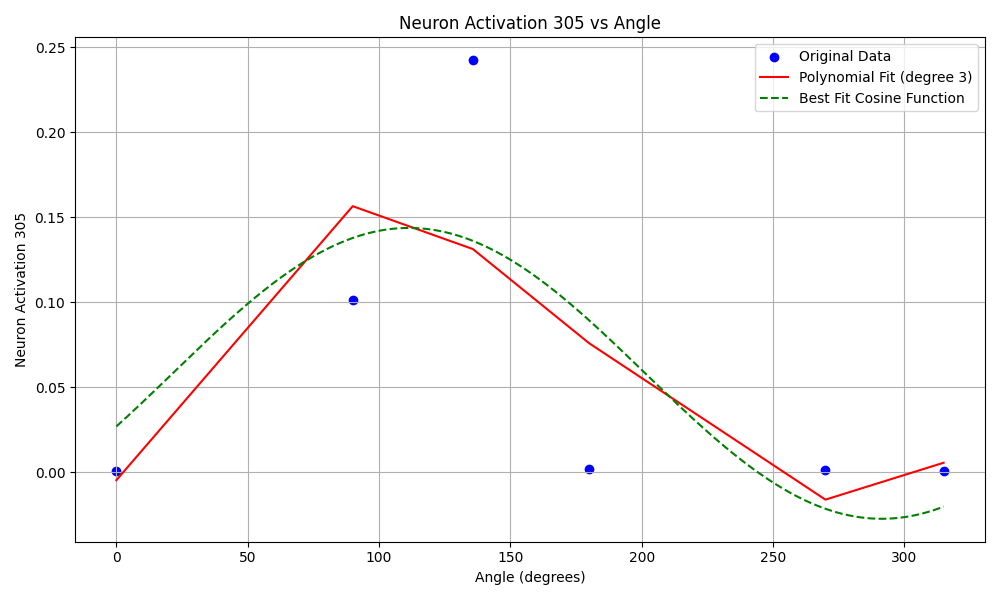 Neuron Activation 305 vs Angle
Original Data
Polynomial Fit (degree 3)
Best Fit Cosine Function
0.25
0.20
0.15
0.10
0.05
0.00
Neuron Activation 305
0 50 100 150 200 250 300
Angle (degrees)